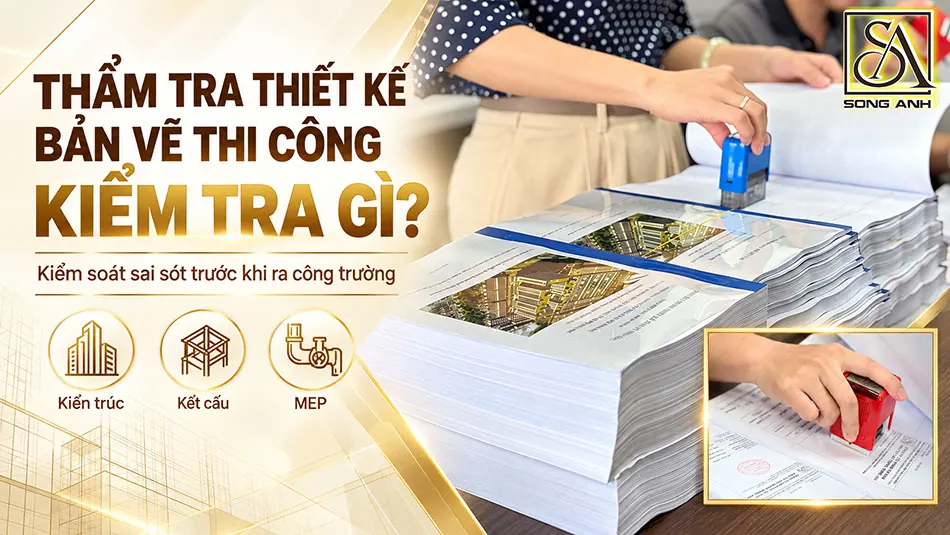 THẨM TRA THIẾT KẾ
BẢN VẼ THI CÔNG
KIỂM TRA GÌ?
Kiểm soát sai sót trước khi ra công trường
Kiến trúc
Kết cấu
MEP
SA
SONG ANH